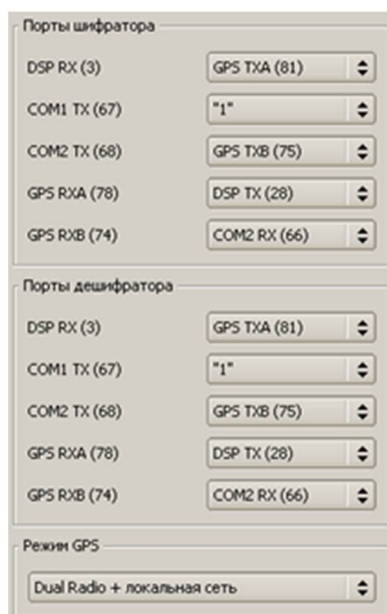 Порты шифратора
DSP RX (3) GPS TXA (81)
COM1 TX (67) "1"
COM2 TX (68) GPS TXB (75)
GPS RXA (78) DSP TX (28)
GPS RXB (74) COM2 RX (66)
Порты дешифратора
DSP RX (3) GPS TXA (81)
COM1 TX (67) "1"
COM2 TX (68) GPS TXB (75)
GPS RXA (78) DSP TX (28)
GPS RXB (74) COM2 RX (66)
Режим GPS
Dual Radio + локальная сеть